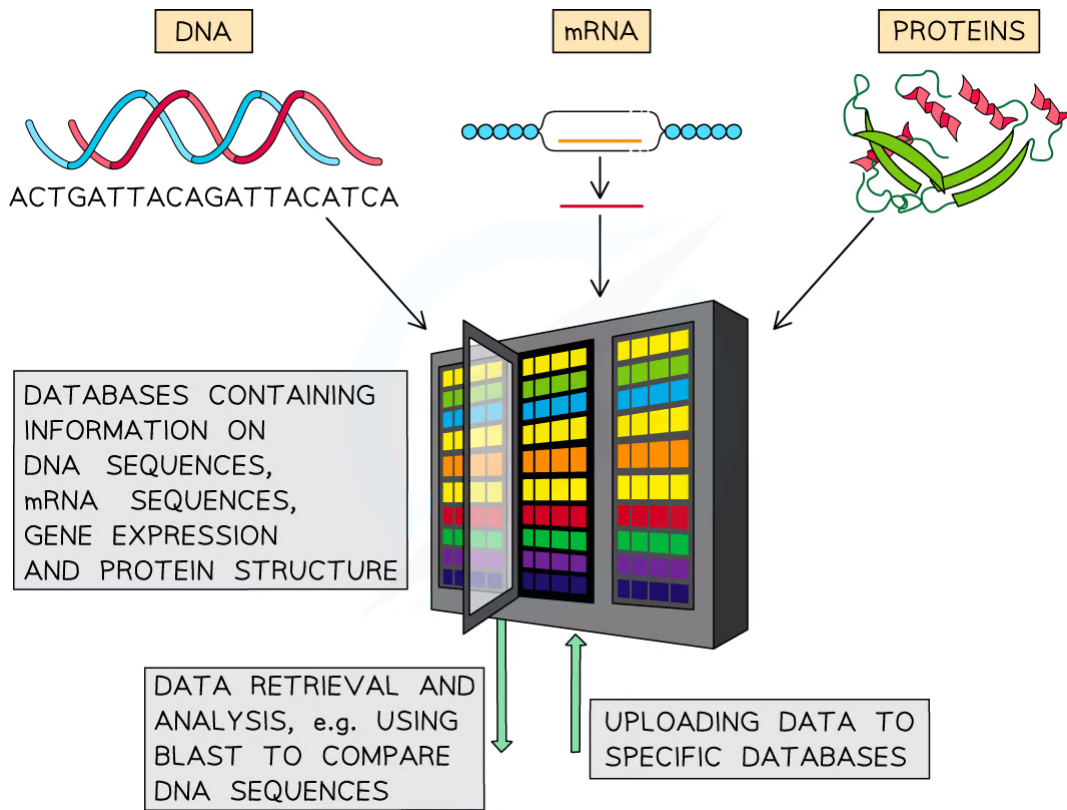 DNA
mRNA
PROTEINS
ACTGATTACAGATTACATCA
DATABASES CONTAINING
INFORMATION ON
DNA SEQUENCES,
mRNA SEQUENCES,
GENE EXPRESSION
AND PROTEIN STRUCTURE
DATA RETRIEVAL AND
ANALYSIS, e.g. USING
BLAST TO COMPARE
DNA SEQUENCES
UPLOADING DATA TO
SPECIFIC DATABASES